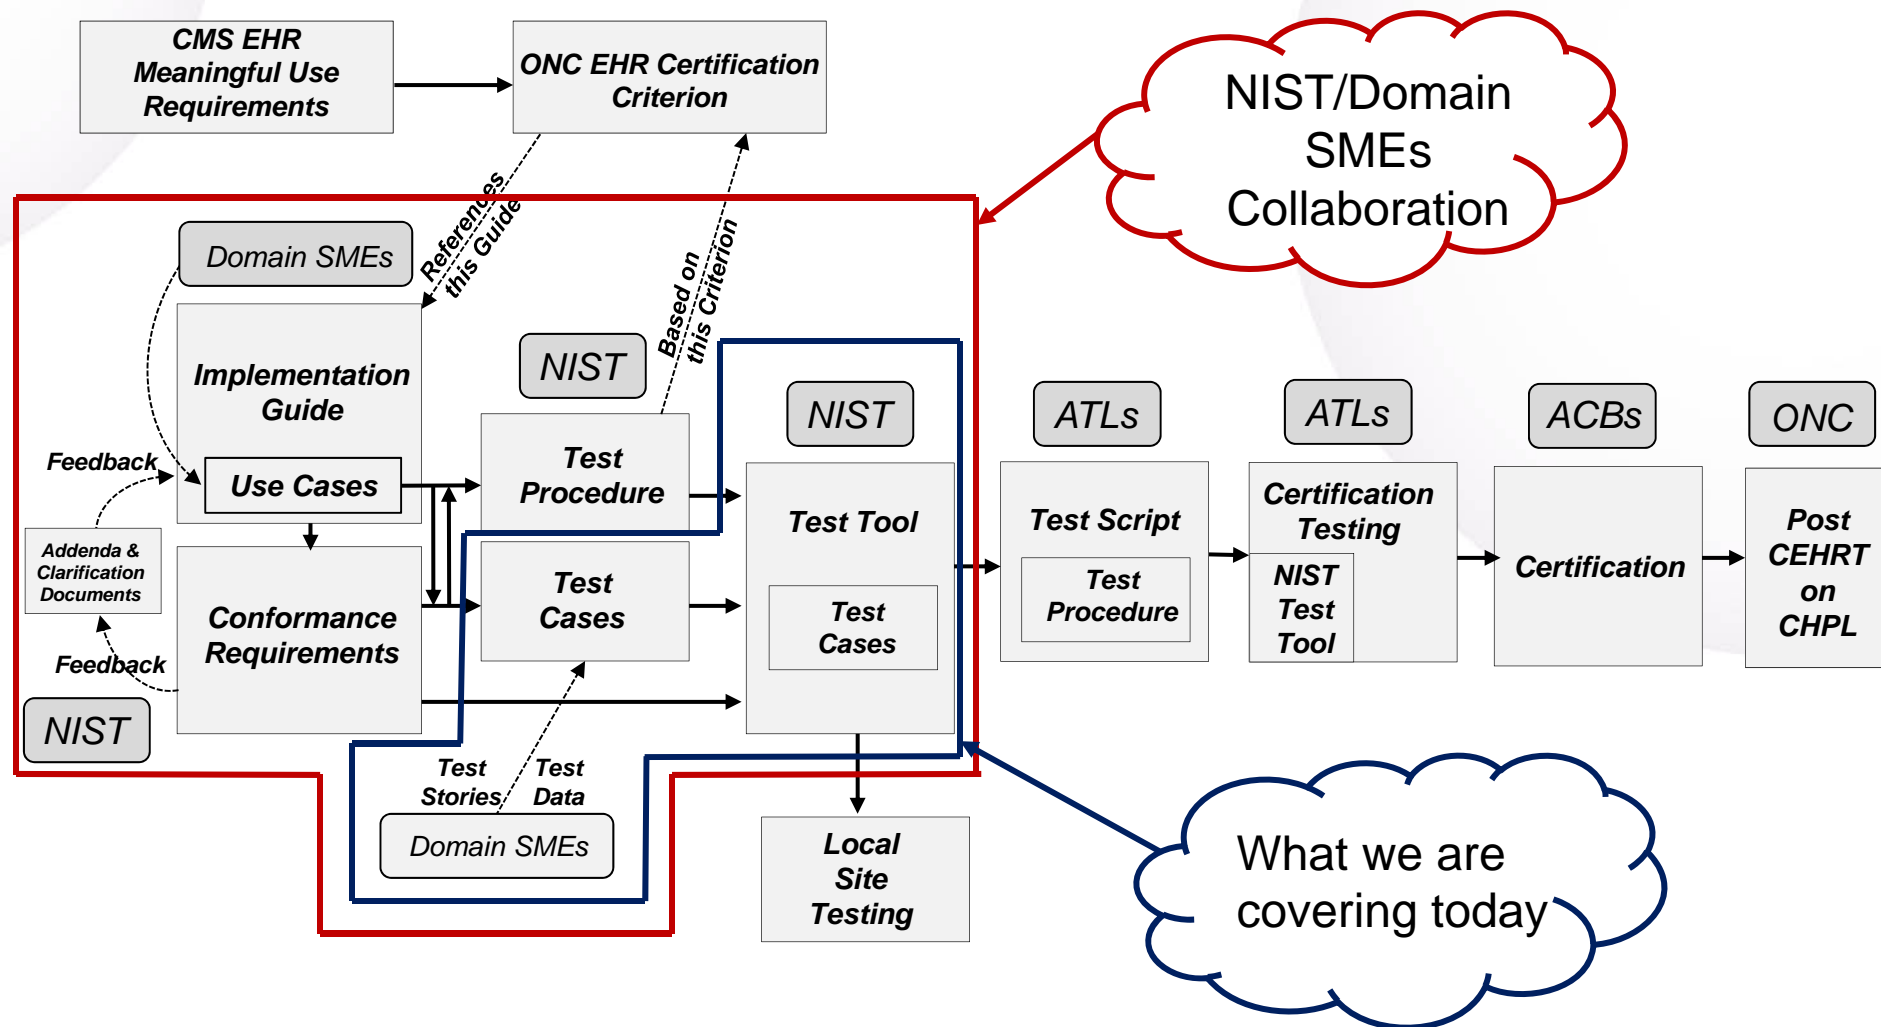 CMS EHR
Meaningful Use
Requirements
ONC EHR Certification
Criterion
NIST/Domain
SMEs
Collaboration
References
this Guide
Based on
this Criterion
Domain SMEs
Implementation
Guide
Use Cases
Feedback
Addenda &
Clarification
Documents
Feedback
NIST
Conformance
Requirements
NIST
Test
Procedure
Test
Cases
Test
Stories
Test
Data
Domain SMEs
NIST
Test Tool
Test
Cases
Local
Site
Testing
ATLs
Test Script
Test
Procedure
ATLs
Certification
Testing
NIST
Test
Tool
ACBs
Certification
ONC
Post
CEHRT
on
CHPL
What we are
covering today